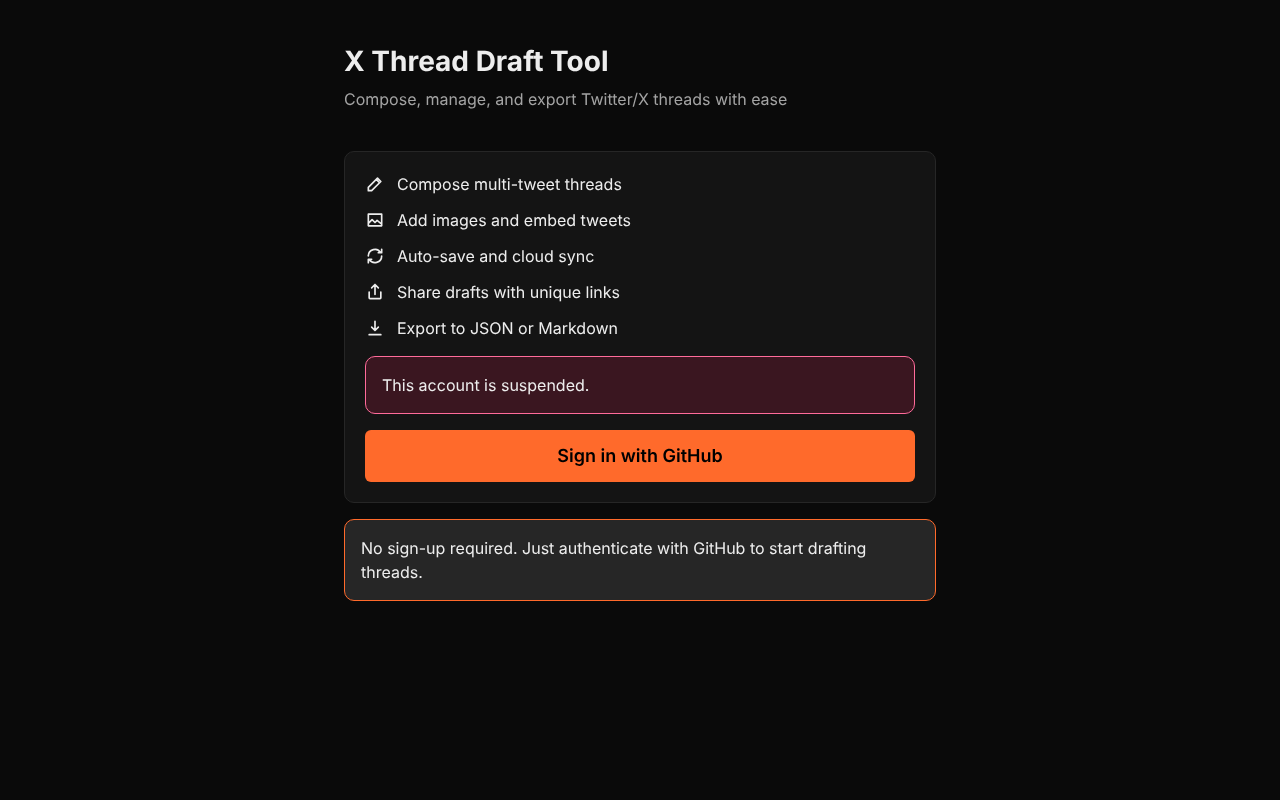 X Thread Draft Tool
Compose, manage, and export Twitter/X threads with ease
Compose multi-tweet threads
Add images and embed tweets
Auto-save and cloud sync
Share drafts with unique links
Export to JSON or Markdown
This account is suspended.
Sign in with GitHub
No sign-up required. Just authenticate with GitHub to start drafting
threads.